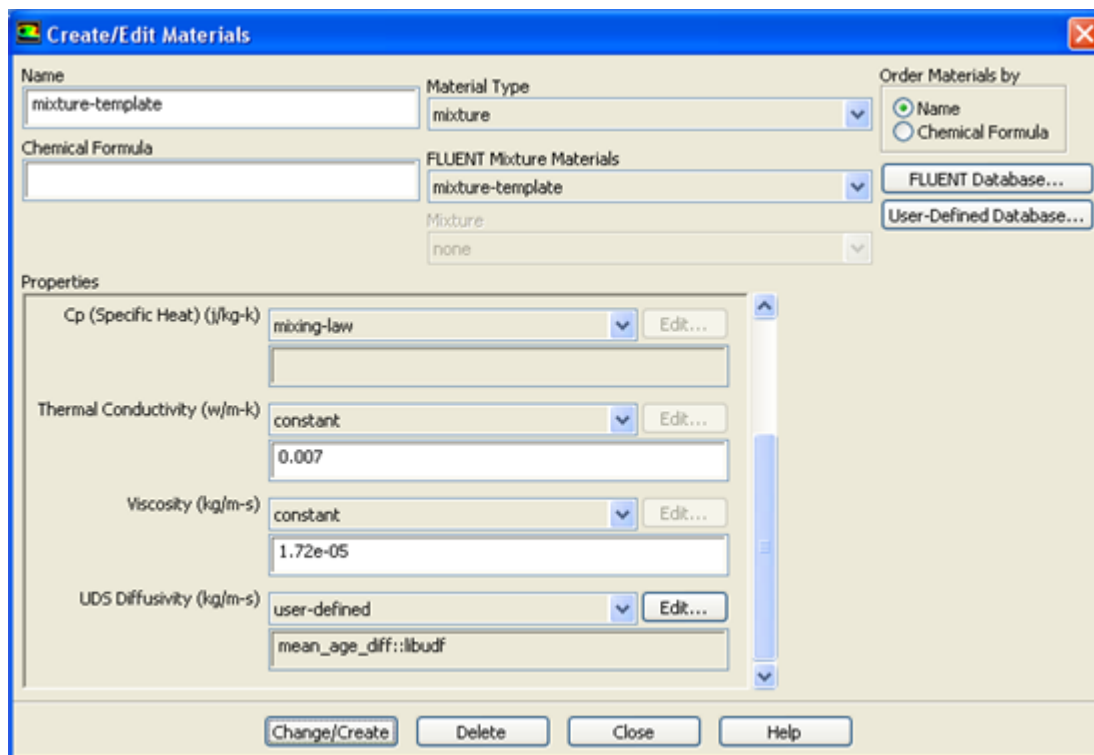 Create/Edit Materials
Name
mixture-template
Chemical Formula
Material Type
mixture
FLUENT Mixture Materials
mixture-template
Mixture
none
Order Materials by
Name
Chemical Formula
FLUENT Database...
User-Defined Database...
Properties
Cp (Specific Heat) (j/kg-k)
mixing-law
Edit...
Thermal Conductivity (w/m-k)
constant
Edit...
0.007
Viscosity (kg/m-s)
constant
Edit...
1.72e-05
UDS Diffusivity (kg/m-s)
user-defined
Edit...
mean_age_diff::libudf
Change/Create
Delete
Close
Help